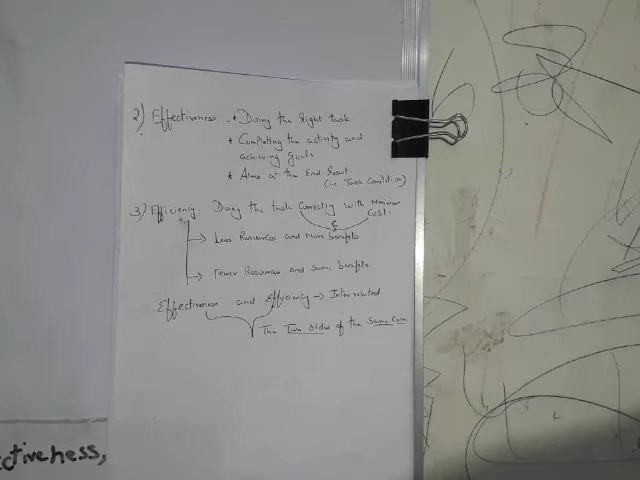 2) Effectiveness - * Doing the Right task
* Completing the activity and
achieving goals
* Aims at the End Result.
(i.e Task Completion)
3) Efficiency: Doing the task Correctly with Minimum
Cost.
&
→ Less Resources and More benefits
→ Fewer Resources and same benefits
Effectiveness and Efficiency → Interrelated
The Two sides of the Same Coin
ctiveness,